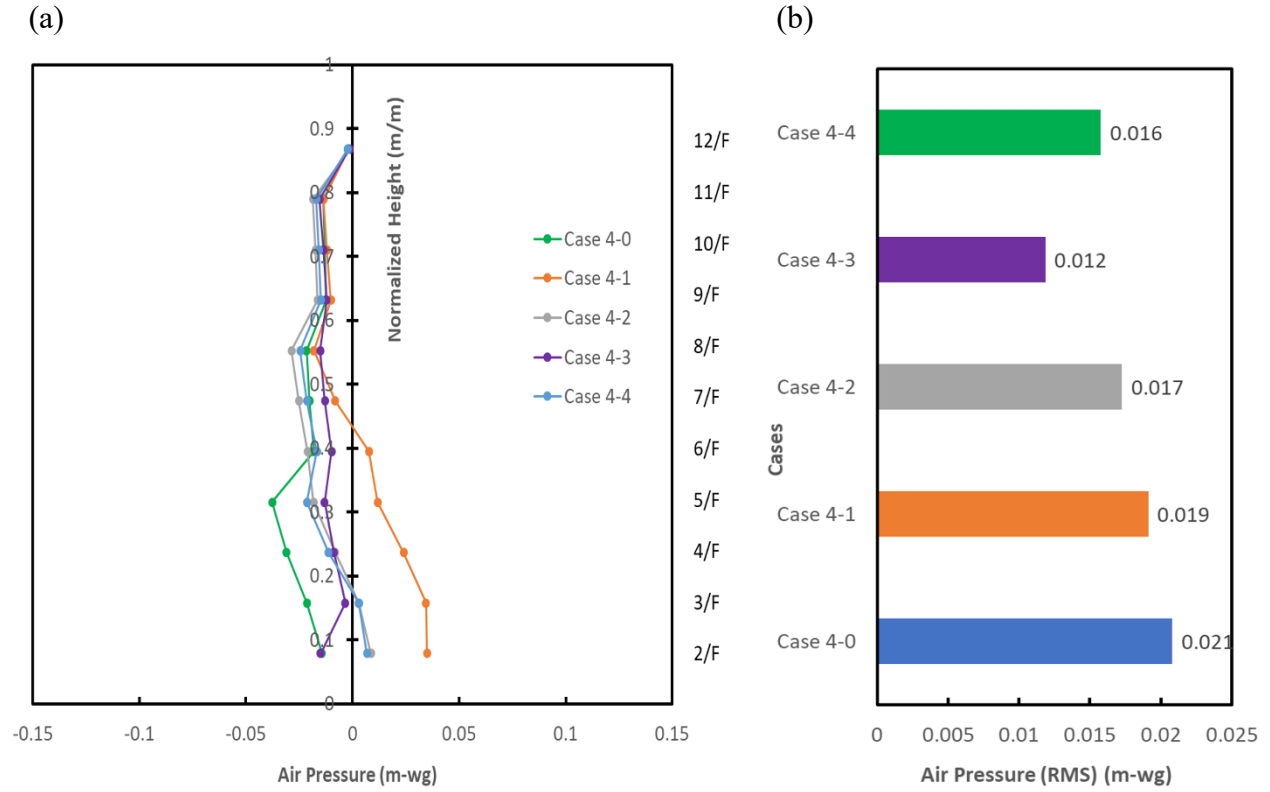 (a)
(b)
1
0.9
0.8
0.7
0.6
0.5
0.4
0.3
0.2
0.1
0
Normalized Height (m/m)
12/F
11/F
10/F
9/F
8/F
7/F
6/F
5/F
4/F
3/F
2/F
Case 4-0
Case 4-1
Case 4-2
Case 4-3
Case 4-4
-0.15 -0.1 -0.05 0 0.05 0.1 0.15
Air Pressure (m-wg)
Cases
Case 4-4 0.016
Case 4-3 0.012
Case 4-2 0.017
Case 4-1 0.019
Case 4-0 0.021
0 0.005 0.01 0.015 0.02 0.025
Air Pressure (RMS) (m-wg)